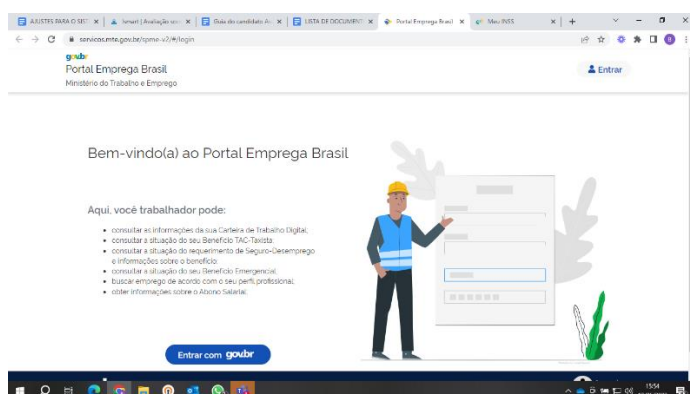 AJUSTES PARA O SIST
Ismart | Avaliação
Guia do candidato
LISTA DE DOCUMENT
Portal Emprega Brasil
Meu INSS
servicos.mte.gov.br/spme-v2/#/login
gov.br
Portal Emprega Brasil
Ministério do Trabalho e Emprego
Entrar
Bem-vindo(a) ao Portal Emprega Brasil
Aqui, você trabalhador pode:
consultar as informações da sua Carteira de Trabalho Digital;
consultar a situação do seu Benefício TAC-Taxista;
consultar a situação do requerimento de Seguro-Desemprego
e informações sobre o benefício;
consultar a situação do seu Benefício Emergencial;
buscar emprego de acordo com o seu perfil profissional;
obter informações sobre o Abono Salarial.
Entrar com gov.br
15:54